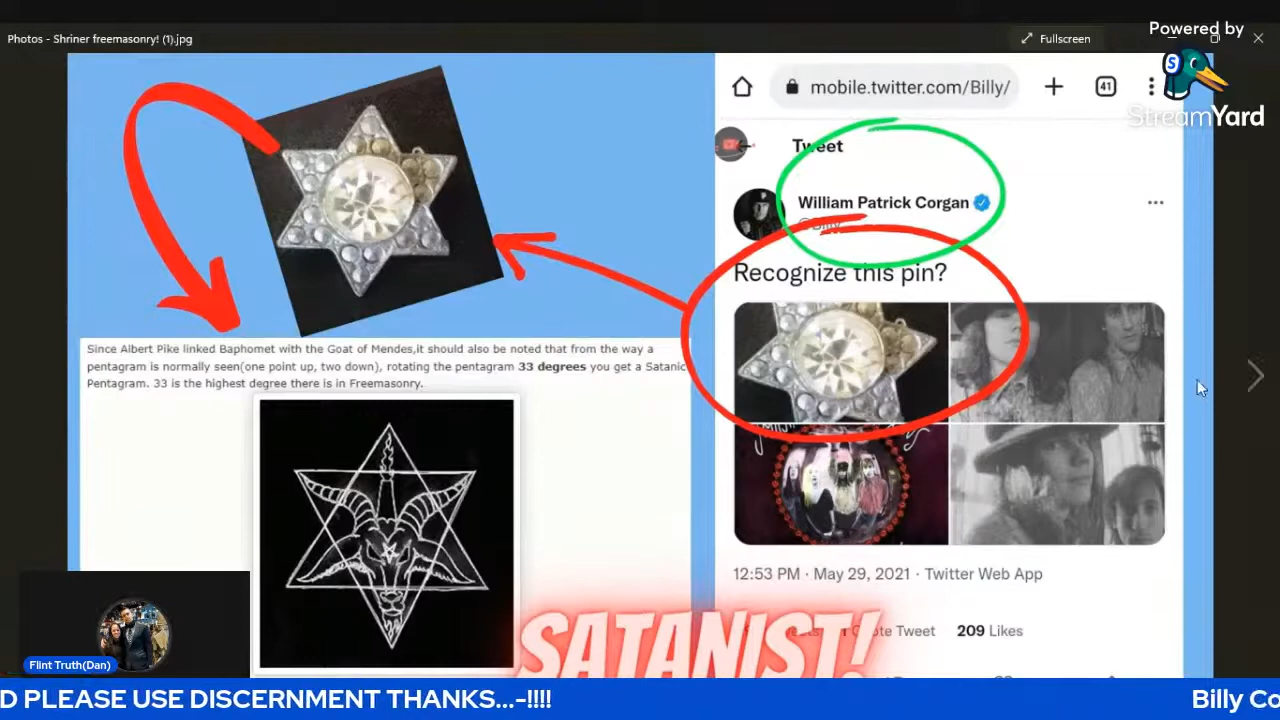 Powered by
StreamYard
Photos - Shriner freemasonry! (1).jpg
Fullscreen
mobile.twitter.com/Billy/
41
Tweet
William Patrick Corgan
@Billy
Recognize this pin?
Since Albert Pike linked Baphomet with the Goat of Mendes,it should also be noted that from the way a
pentagram is normally seen(one point up, two down), rotating the pentagram 33 degrees you get a Satanic
Pentagram. 33 is the highest degree there is in Freemasonry.
12:53 PM · May 29, 2021 · Twitter Web App
Quote Tweet 209 Likes
SATANIST!
Flint Truth(Dan)
D PLEASE USE DISCERNMENT THANKS...-!!!!
Billy Co